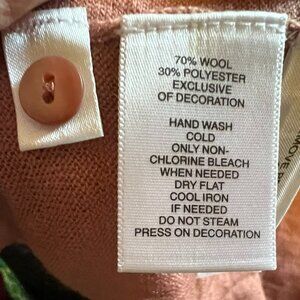 70% WOOL
30% POLYESTER
EXCLUSIVE
OF DECORATION
HAND WASH
COLD
ONLY NON-
CHLORINE BLEACH
WHEN NEEDED
DRY FLAT
COOL IRON
IF NEEDED
DO NOT STEAM
PRESS ON DECORATION
MOVE